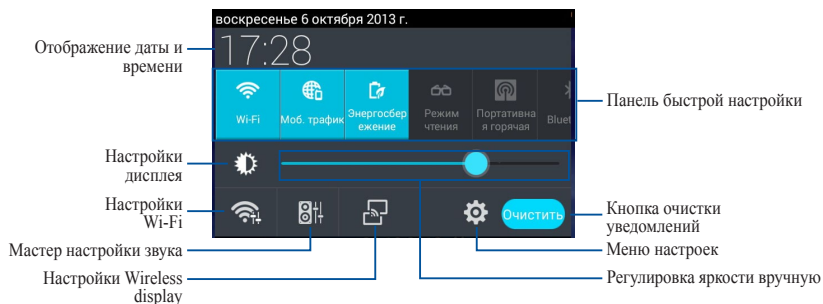 воскресенье 6 октября 2013 г.
Отображение даты и
времени
17:28
Wi-Fi
Моб. трафик
Энергосбер
ежение
Режим
чтения
Портативна
я горячая
Bluet
Панель быстрой настройки
Настройки
дисплея
Настройки
Wi-Fi
Очистить
Кнопка очистки
уведомлений
Мастер настройки звука
Меню настроек
Настройки Wireless
display
Регулировка яркости вручную